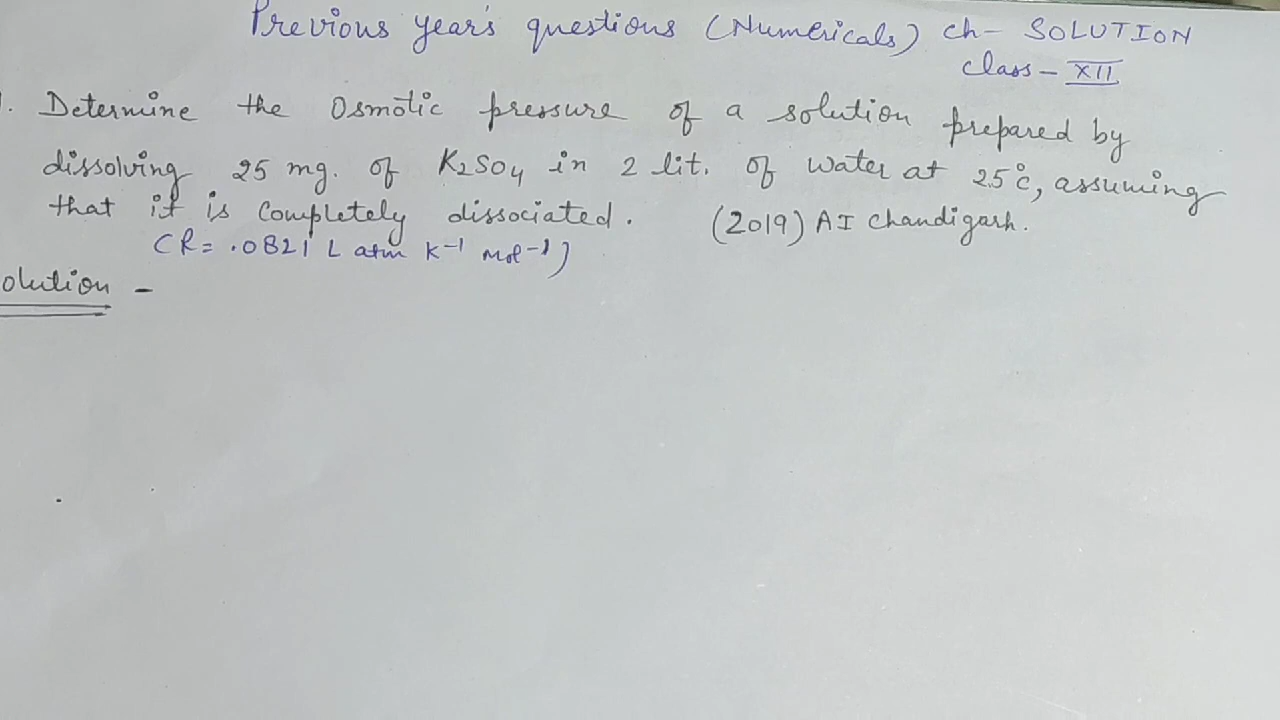 Previous year's questions (Numericals) ch- SOLUTION
class - XII
1. Determine the Osmotic pressure of a solution prepared by
dissolving 25 mg. of K₂SO₄ in 2 lit. of water at 25°c, assuming
that it is completely dissociated. (2019) AI Chandigarh.
(R= .0821 L atm K⁻¹ mol⁻¹)
olution -